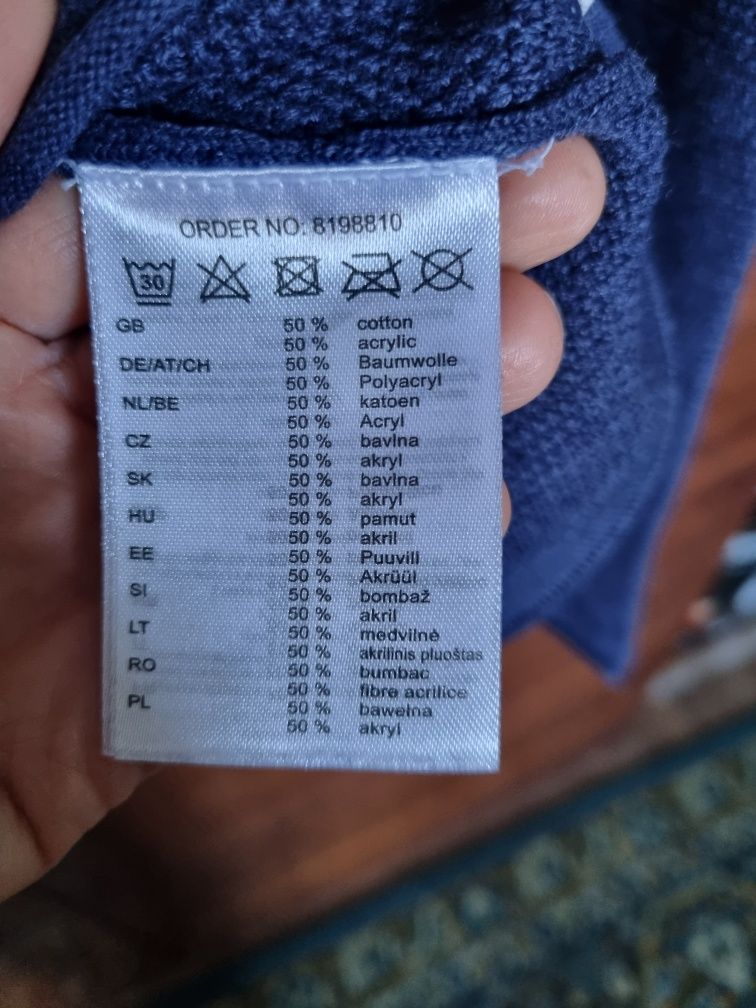 ORDER NO: 8198810
30
GB 50 % cotton
50 % acrylic
DE/AT/CH 50 % Baumwolle
50 % Polyacryl
NL/BE 50 % katoen
50 % Acryl
CZ 50 % bavlna
50 % akryl
SK 50 % bavlna
50 % akryl
HU 50 % pamut
50 % akril
EE 50 % Puuvill
50 % Akrüül
SI 50 % bombaž
50 % akril
LT 50 % medvilnė
50 % akrilinis pluoštas
RO 50 % bumbac
50 % fibre acrilice
PL 50 % bawełna
50 % akryl